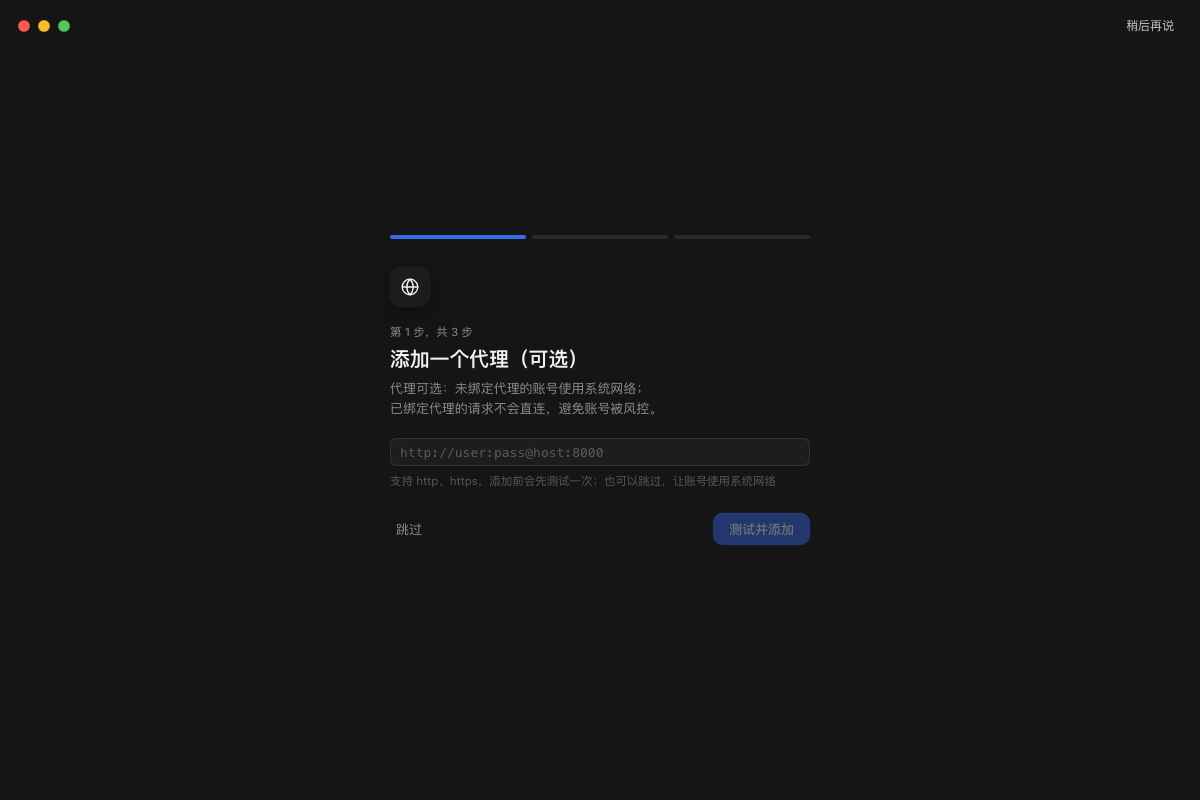 稍后再说
第 1 步，共 3 步
添加一个代理（可选）
代理可选：未绑定代理的账号使用系统网络；
已绑定代理的请求不会直连，避免账号被风控。
http://user:pass@host:8000
支持 http、https，添加前会先测试一次；也可以跳过，让账号使用系统网络
跳过
测试并添加